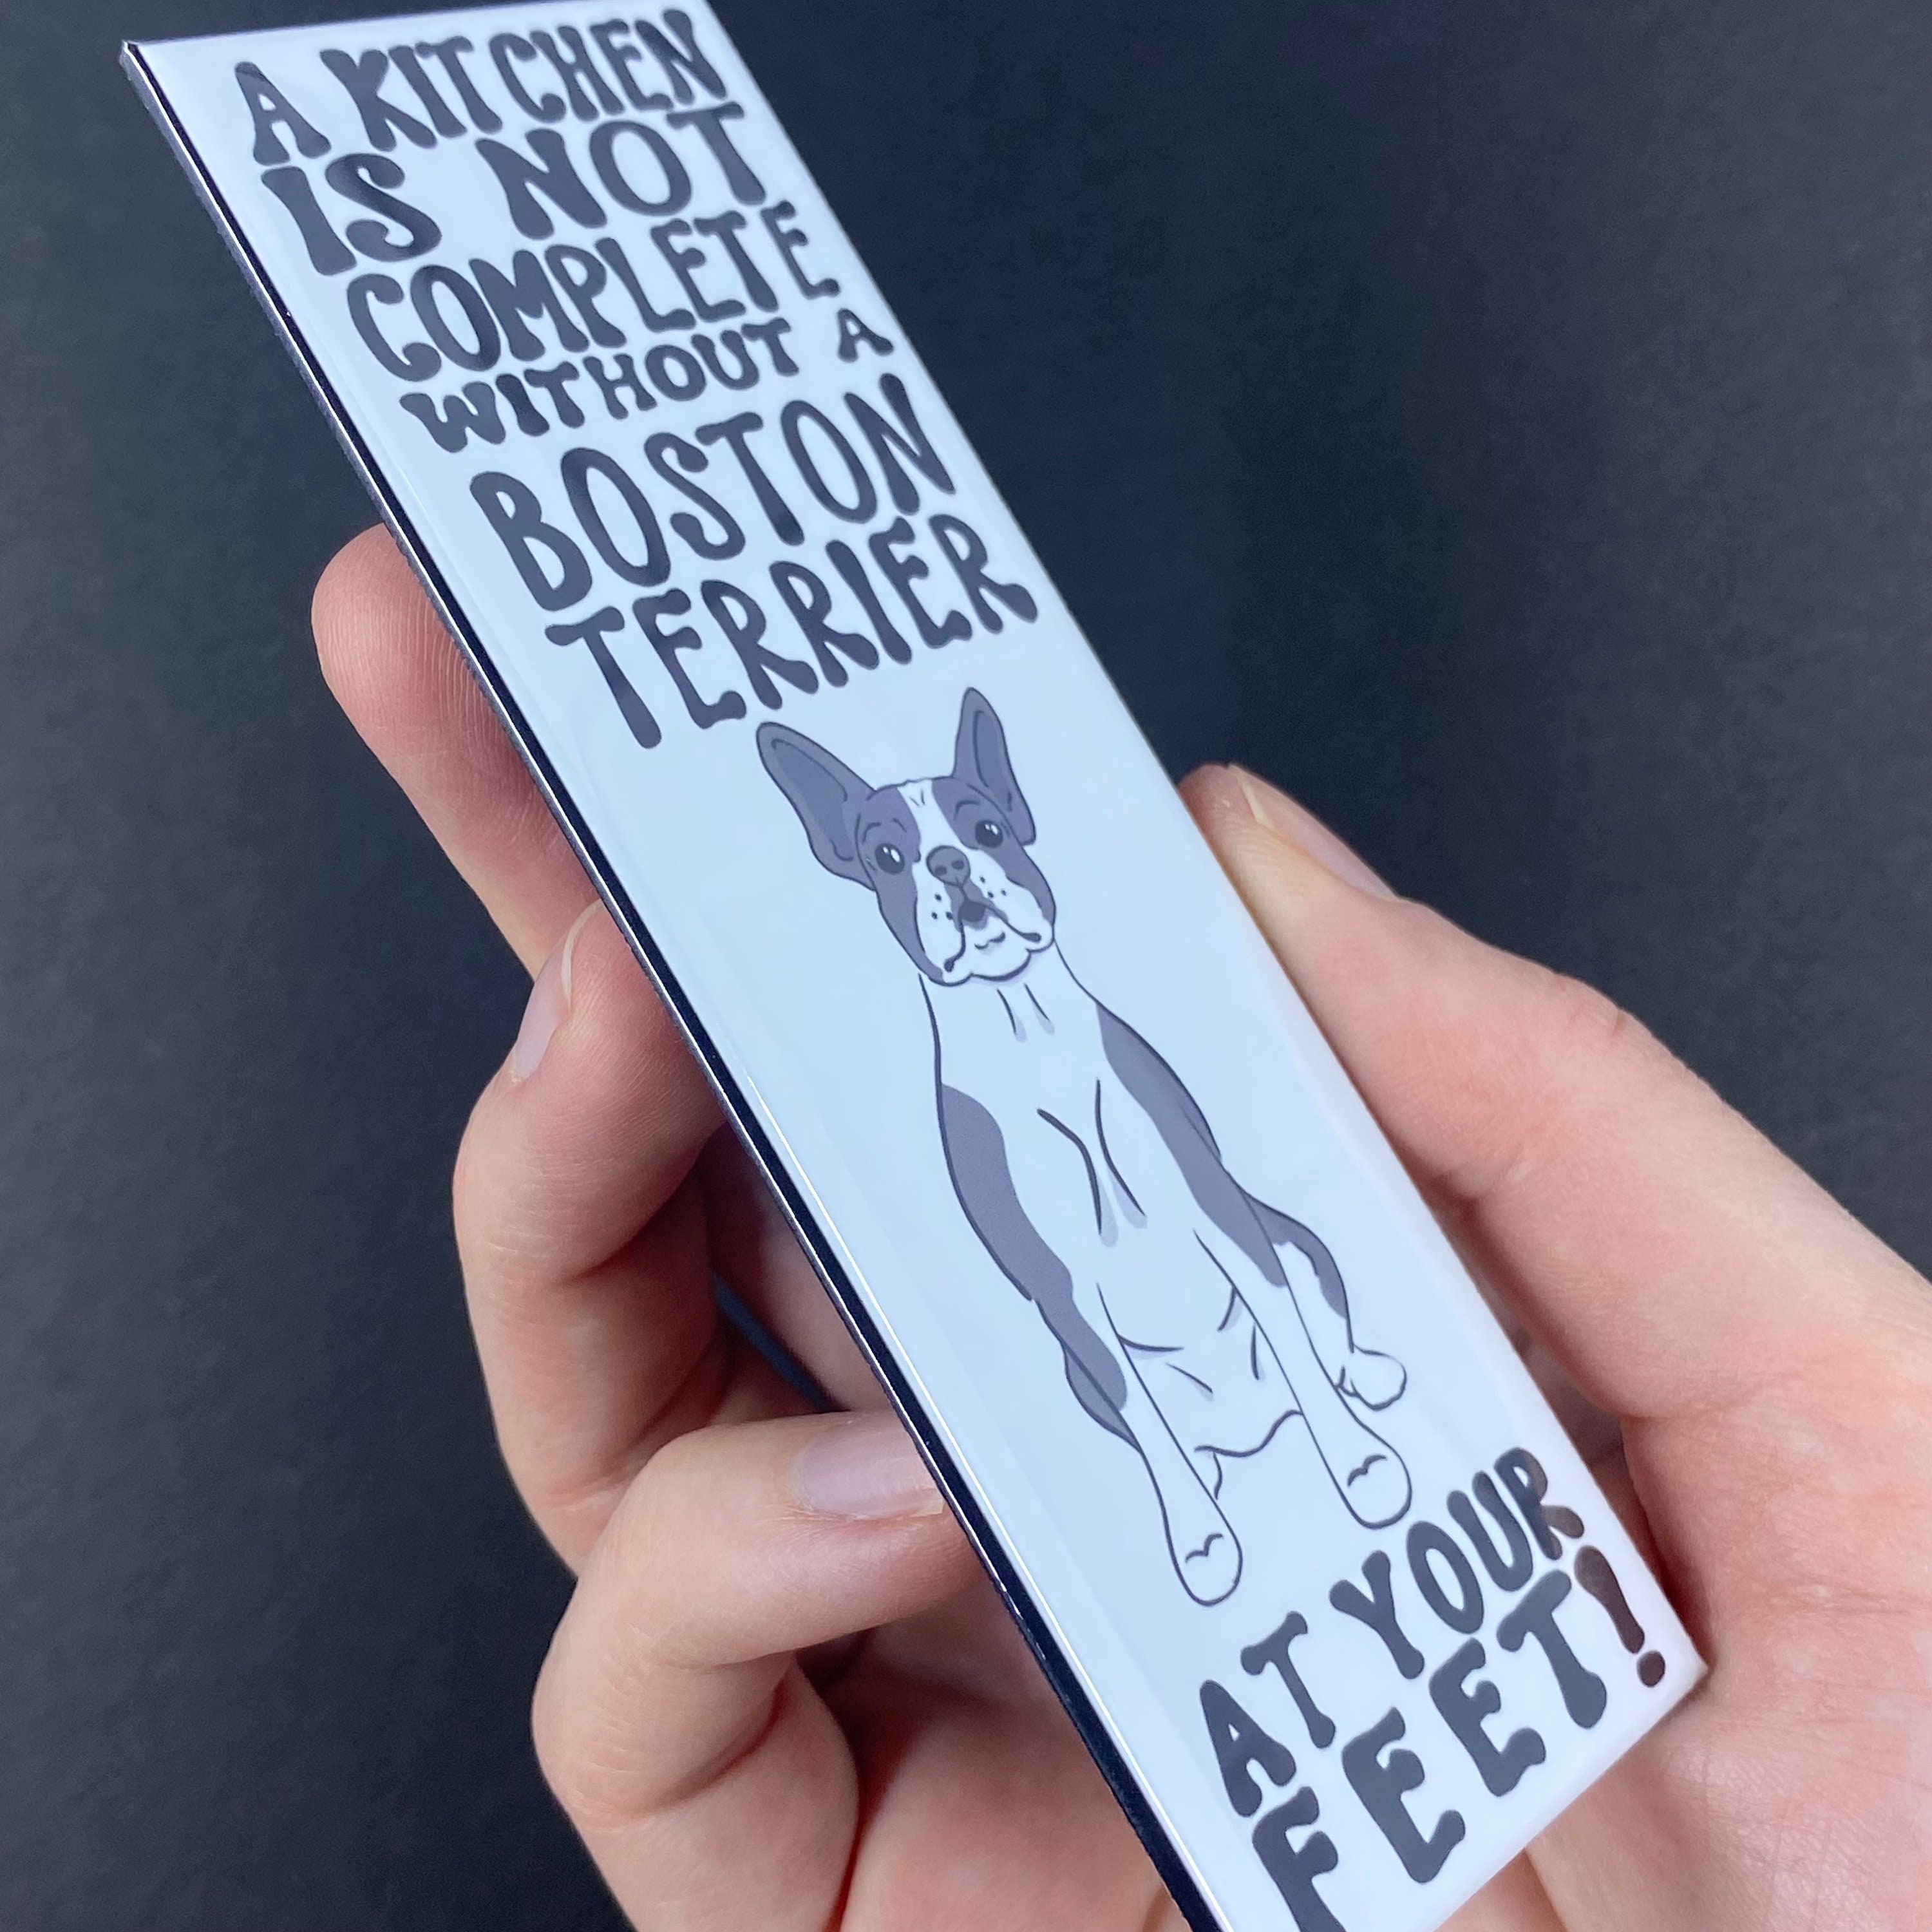 A KITCHEN
IS NOT
COMPLETE
WITHOUT A
BOSTON
TERRIER
AT YOUR
FEET!